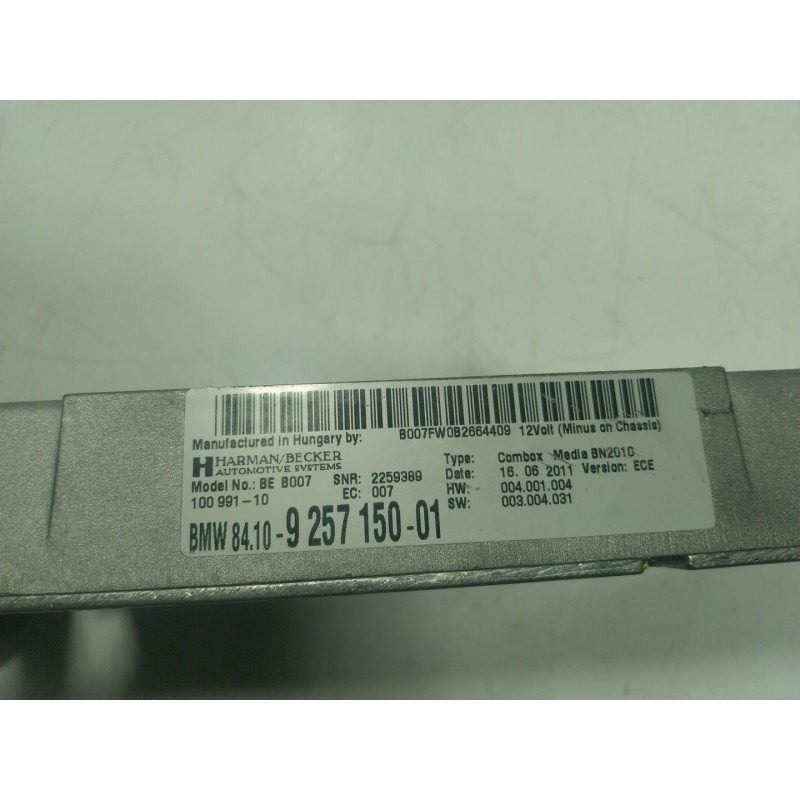 B007FW0B2664409 12Volt (Minus on Chassis)
Manufactured in Hungary by:
HARMAN/BECKER
AUTOMOTIVE SYSTEMS
Model No.: BE B007 SNR: 2259389
100 991-10 EC: 007
Type: Combox Media BN2010
Date: 16. 06 2011 Version: ECE
HW: 004.001.004
SW: 003.004.031
BMW 84.10 - 9 257 150 - 01